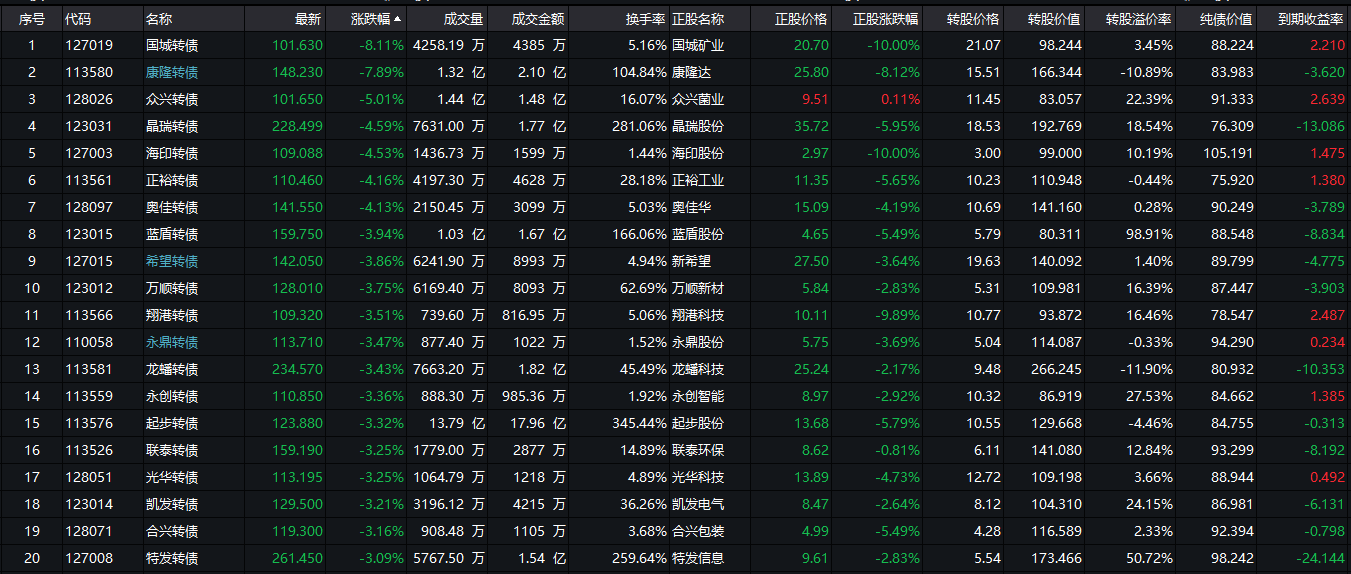 序号 代码 名称 最新 涨跌幅▲ 成交量 成交金额 换手率 正股名称 正股价格 正股涨跌幅 转股价格 转股价值 转股溢价率 纯债价值 到期收益率
1 127019 国城转债 101.630 -8.11% 4258.19 万 4385 万 5.16% 国城矿业 20.70 -10.00% 21.07 98.244 3.45% 88.224 2.210
2 113580 康隆转债 148.230 -7.89% 1.32 亿 2.10 亿 104.84% 康隆达 25.80 -8.12% 15.51 166.344 -10.89% 83.983 -3.620
3 128026 众兴转债 101.650 -5.01% 1.44 亿 1.48 亿 16.07% 众兴菌业 9.51 0.11% 11.45 83.057 22.39% 91.333 2.639
4 123031 晶瑞转债 228.499 -4.59% 7631.00 万 1.77 亿 281.06% 晶瑞股份 35.72 -5.95% 18.53 192.769 18.54% 76.309 -13.086
5 127003 海印转债 109.088 -4.53% 1436.73 万 1599 万 1.44% 海印股份 2.97 -10.00% 3.00 99.000 10.19% 105.191 1.475
6 113561 正裕转债 110.460 -4.16% 4197.30 万 4628 万 28.18% 正裕工业 11.35 -5.65% 10.23 110.948 -0.44% 75.920 1.380
7 128097 奥佳转债 141.550 -4.13% 2150.45 万 3099 万 5.03% 奥佳华 15.09 -4.19% 10.69 141.160 0.28% 90.249 -3.789
8 123015 蓝盾转债 159.750 -3.94% 1.03 亿 1.67 亿 166.06% 蓝盾股份 4.65 -5.49% 5.79 80.311 98.91% 88.548 -8.834
9 127015 希望转债 142.050 -3.86% 6241.90 万 8993 万 4.94% 新希望 27.50 -3.64% 19.63 140.092 1.40% 89.799 -4.775
10 123012 万顺转债 128.010 -3.75% 6169.40 万 8093 万 62.69% 万顺新材 5.84 -2.83% 5.31 109.981 16.39% 87.447 -3.903
11 113566 翔港转债 109.320 -3.51% 739.60 万 816.95 万 5.06% 翔港科技 10.11 -9.89% 10.77 93.872 16.46% 78.547 2.487
12 110058 永鼎转债 113.710 -3.47% 877.40 万 1022 万 1.52% 永鼎股份 5.75 -3.69% 5.04 114.087 -0.33% 94.290 0.234
13 113581 龙蟠转债 234.570 -3.43% 7663.20 万 1.82 亿 45.49% 龙蟠科技 25.24 -2.17% 9.48 266.245 -11.90% 80.932 -10.353
14 113559 永创转债 110.850 -3.36% 888.30 万 985.36 万 1.92% 永创智能 8.97 -2.92% 10.32 86.919 27.53% 84.662 1.385
15 113576 起步转债 123.880 -3.32% 13.79 亿 17.96 亿 345.44% 起步股份 13.68 -5.79% 10.55 129.668 -4.46% 84.755 -0.313
16 113526 联泰转债 159.190 -3.25% 1779.00 万 2877 万 14.89% 联泰环保 8.62 -0.81% 6.11 141.080 12.84% 93.299 -8.192
17 128051 光华转债 113.195 -3.25% 1064.79 万 1218 万 4.89% 光华科技 13.89 -4.73% 12.72 109.198 3.66% 88.944 0.492
18 123014 凯发转债 129.500 -3.21% 3196.12 万 4215 万 36.26% 凯发电气 8.47 -2.64% 8.12 104.310 24.15% 86.981 -6.131
19 128071 合兴转债 119.300 -3.16% 908.48 万 1105 万 3.68% 合兴包装 4.99 -5.49% 4.28 116.589 2.33% 92.394 -0.798
20 127008 特发转债 261.450 -3.09% 5767.50 万 1.54 亿 259.64% 特发信息 9.61 -2.83% 5.54 173.466 50.72% 98.242 -24.144